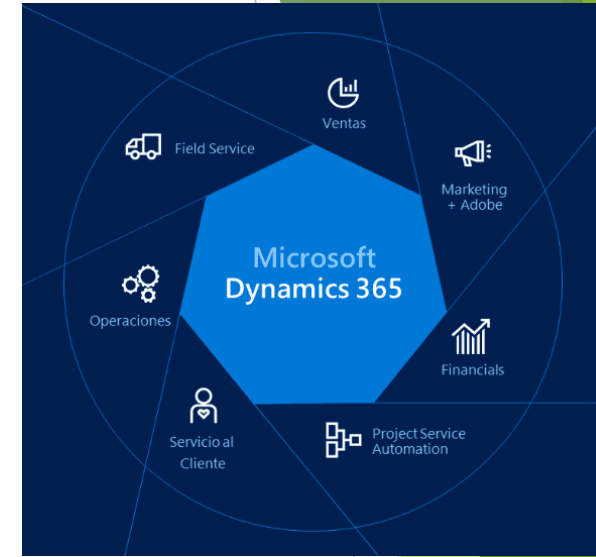 Ventas
Field Service
Marketing
+ Adobe
Microsoft
Dynamics 365
Operaciones
Financials
Servicio al
Cliente
Project Service
Automation